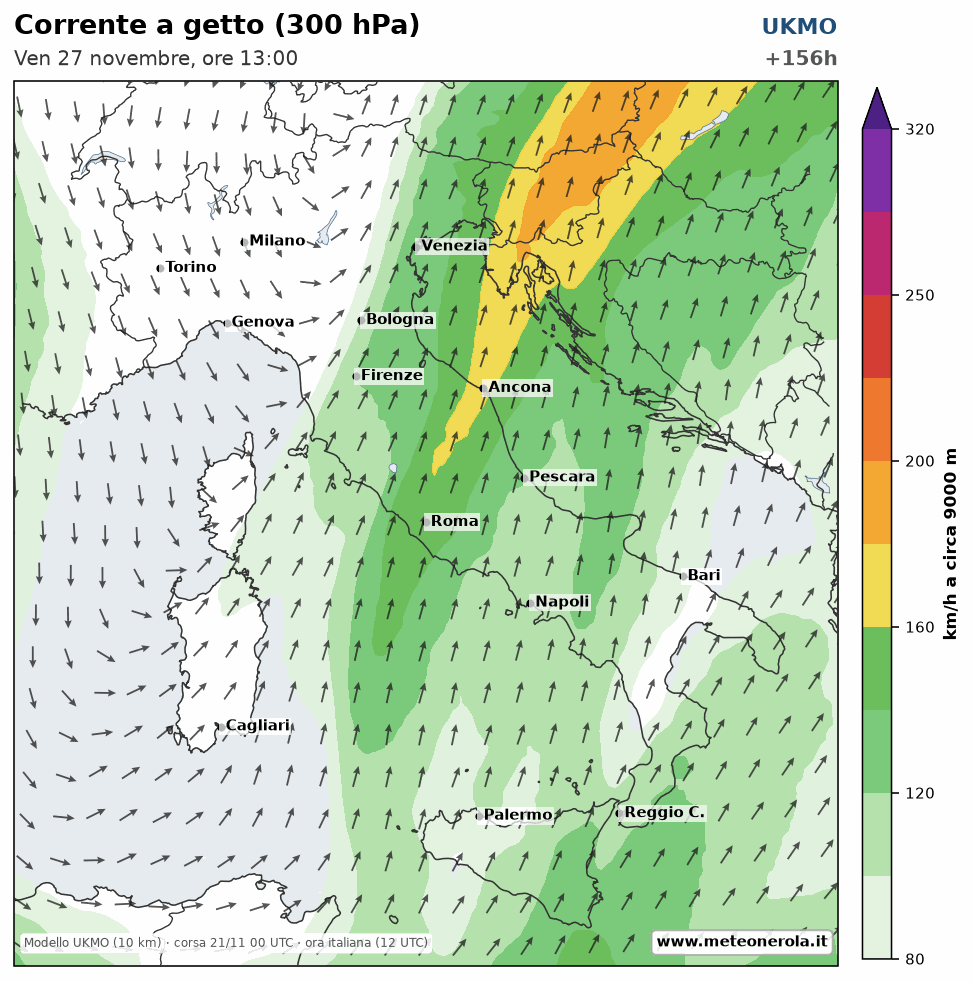 Corrente a getto (300 hPa)
UKMO
Ven 27 novembre, ore 13:00
+156h
Milano
Venezia
Torino
Genova
Bologna
Firenze
Ancona
Pescara
Roma
Bari
Napoli
Cagliari
Palermo
Reggio C.
320
250
200
160
120
80
km/h a circa 9000 m
Modello UKMO (10 km) · corsa 21/11 00 UTC · ora italiana (12 UTC)
www.meteonerola.it